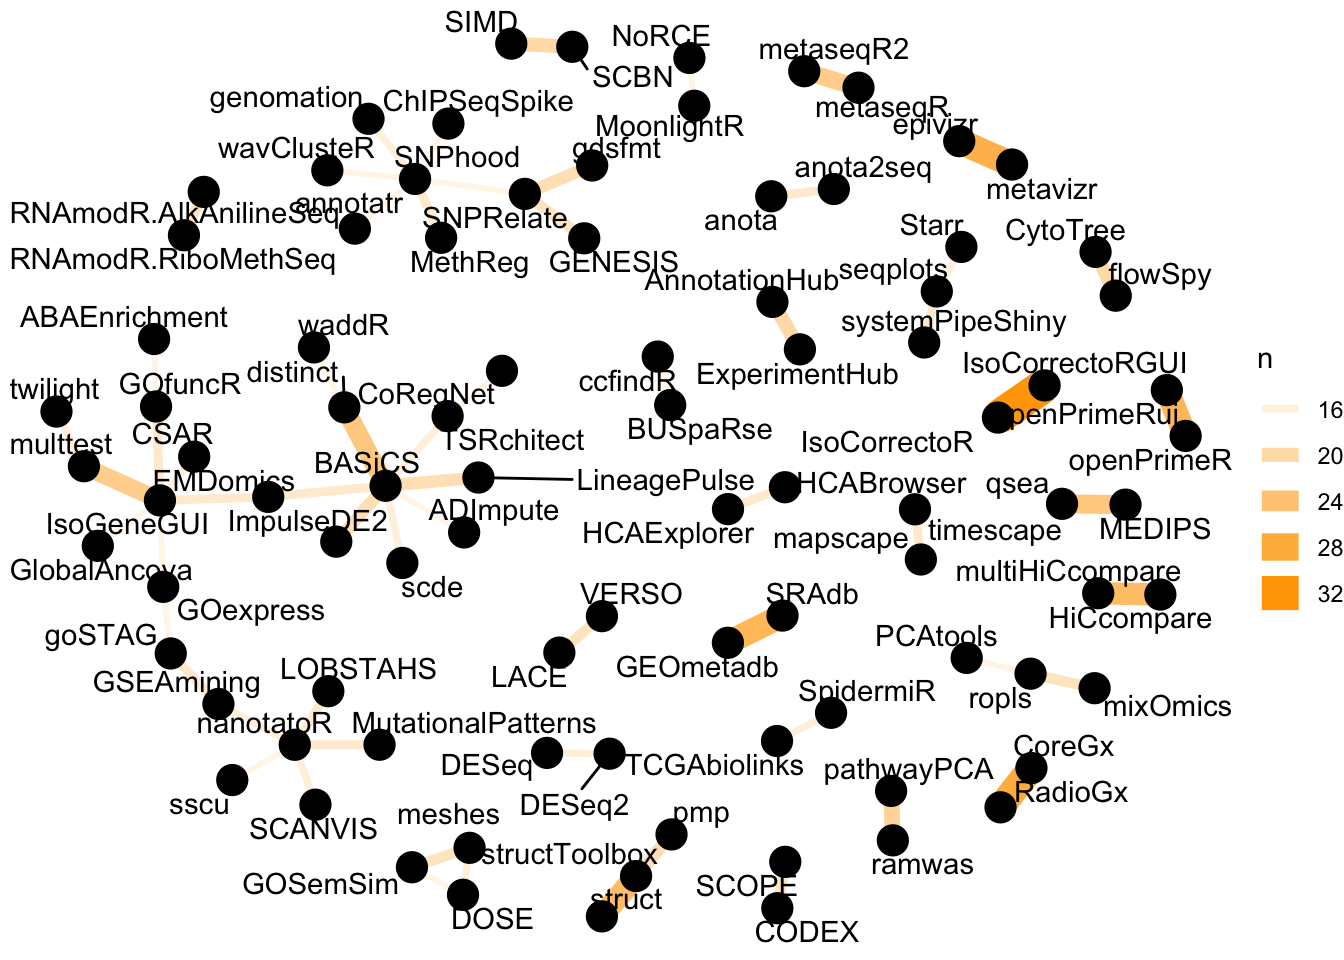 SIMD
SCBN
NoRCE
MoonlightR
metaseqR2
metaseqR
epivizr
metavizr
genomation
ChIPSeqSpike
wavClusteR
SNPhood
gdsfmt
annotatr
SNPRelate
MethReg
GENESIS
RNAmodR.AlkAnilineSeq
RNAmodR.RiboMethSeq
anota2seq
anota
Starr
seqplots
systemPipeShiny
CytoTree
flowSpy
AnnotationHub
ExperimentHub
ABAEnrichment
GOfuncR
twilight
multtest
CSAR
EMDomics
IsoGeneGUI
GlobalAncova
GOexpress
goSTAG
GSEAmining
waddR
distinct
CoRegNet
TSRchitect
BASiCS
LineagePulse
ImpulseDE2
ADImpute
scde
ccfindR
BUSpaRse
IsoCorrectoRGUI
IsoCorrectoR
openPrimeRui
openPrimeR
HCABrowser
HCAExplorer
mapscape
timescape
qsea
MEDIPS
multiHiCcompare
HiCcompare
VERSO
LACE
SRAdb
GEOmetadb
PCAtools
ropls
mixOmics
LOBSTAHS
nanotatoR
MutationalPatterns
sscu
SCANVIS
DESeq
DESeq2
SpidermiR
TCGAbiolinks
pathwayPCA
ramwas
CoreGx
RadioGx
meshes
GOSemSim
DOSE
pmp
structToolbox
struct
SCOPE
CODEX
n
16
20
24
28
32